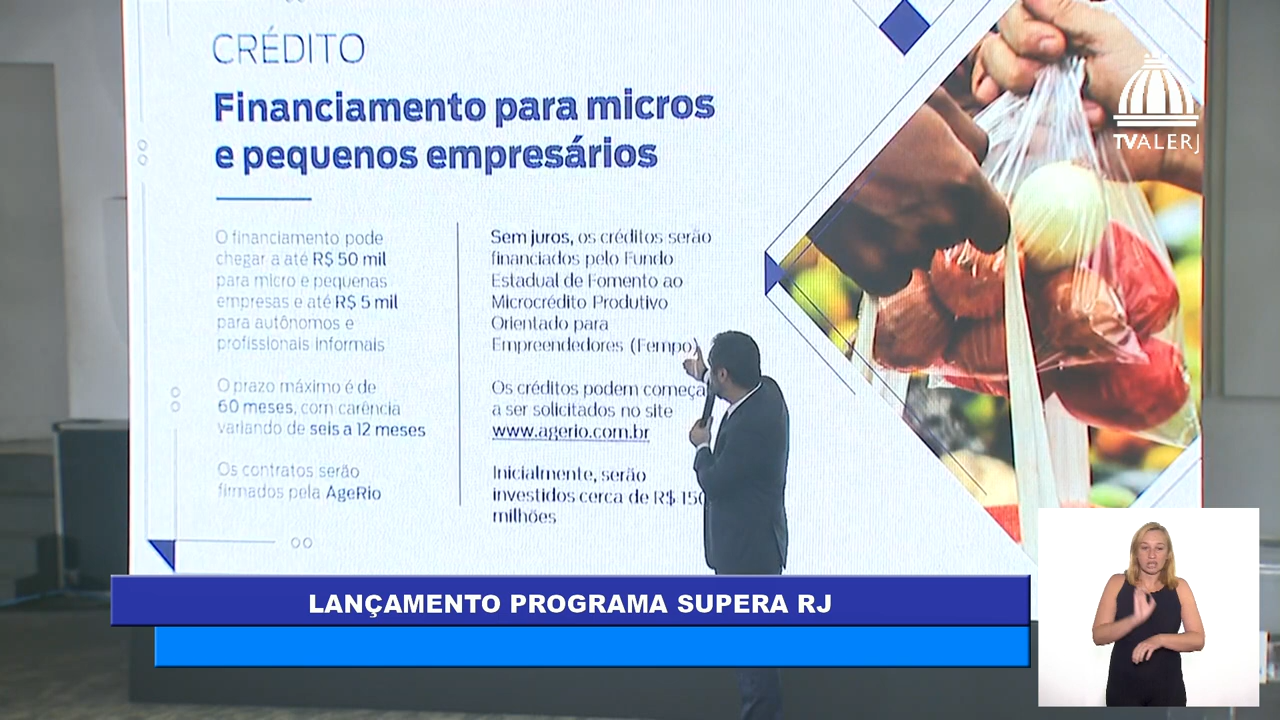 CRÉDITO
Financiamento para micros
e pequenos empresários
O financiamento pode
chegar a até R$ 50 mil
para micro e pequenas
empresas e até R$ 5 mil
para autônomos e
profissionais informais
O prazo máximo é de
60 meses, com carência
variando de seis a 12 meses
Os contratos serão
firmados pela AgeRio
Sem juros, os créditos serão
financiados pelo Fundo
Estadual de Fomento ao
Microcrédito Produtivo
Orientado para
Empreendedores (Fempo)
Os créditos podem começa
a ser solicitados no site
www.agerio.com.br
Inicialmente, serão
investidos cerca de R$ 150
milhões
TVALERJ
LANÇAMENTO PROGRAMA SUPERA RJ